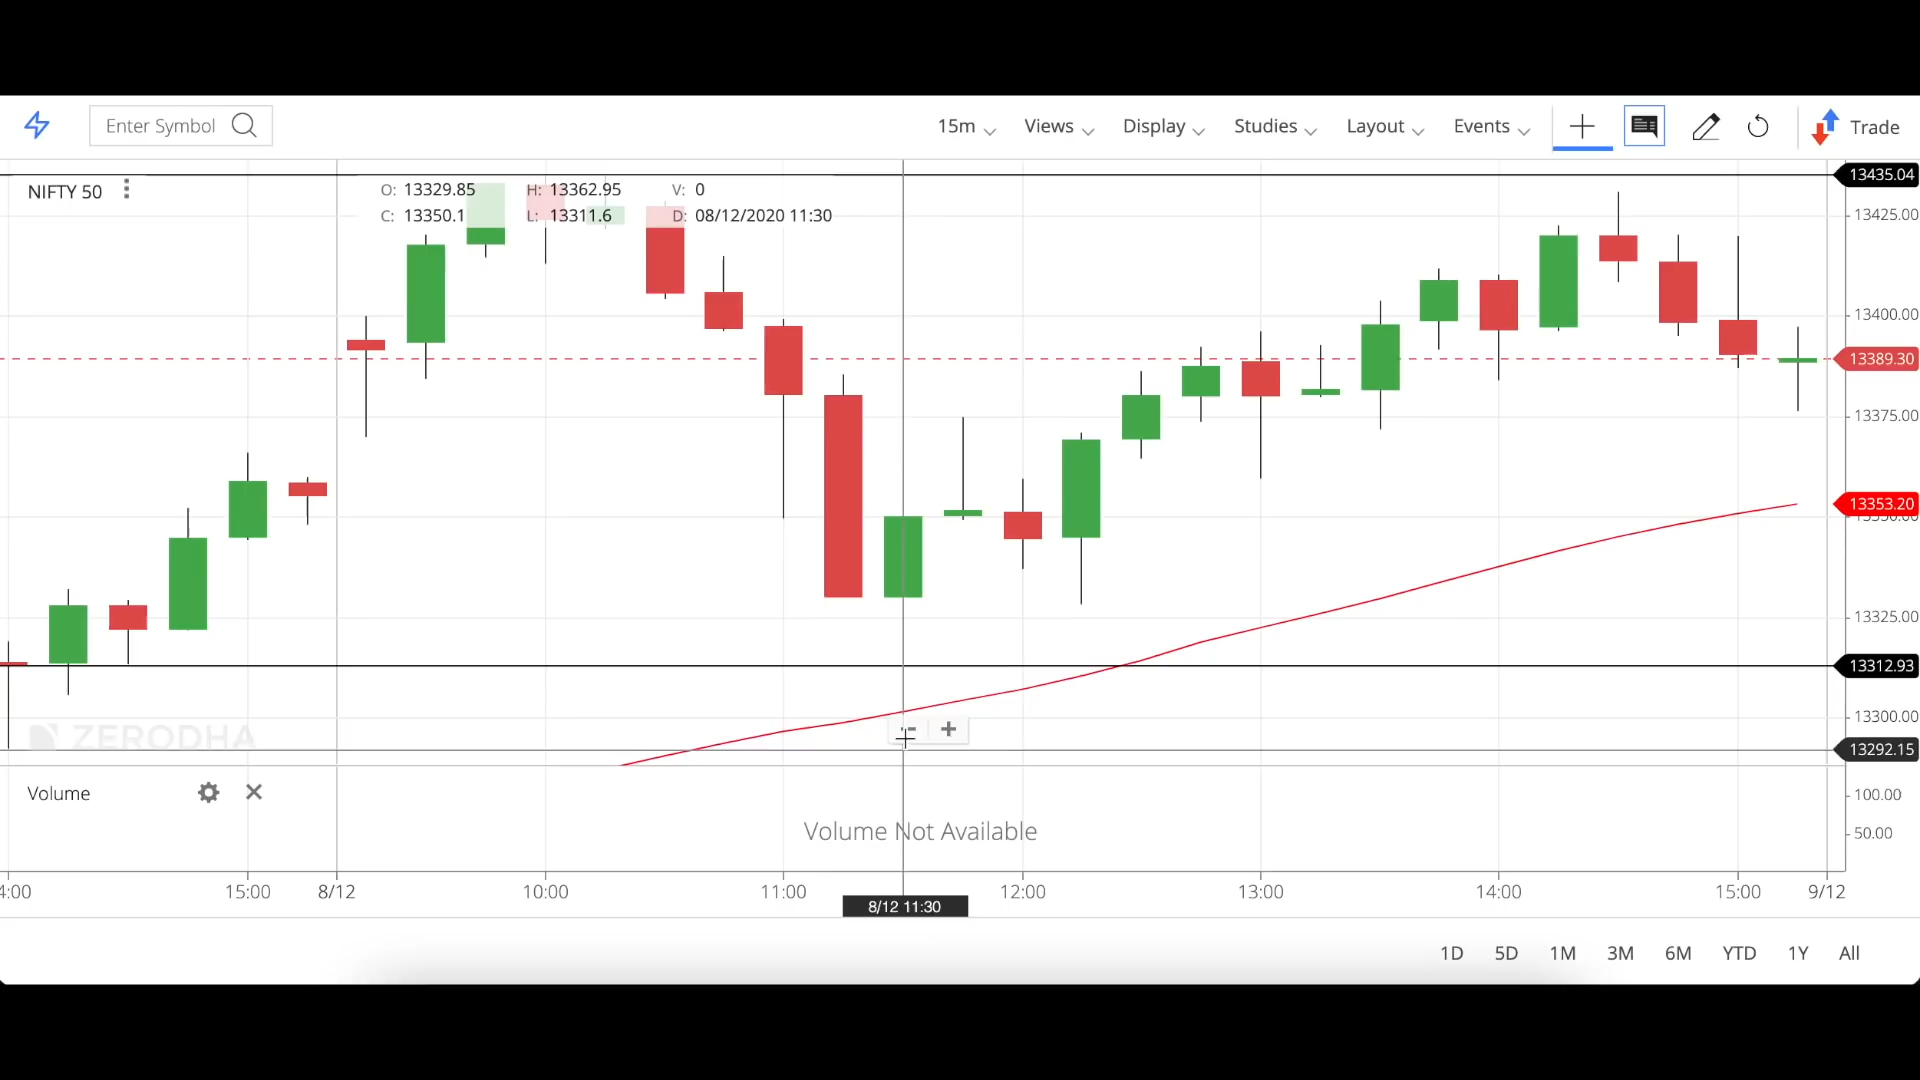 Enter Symbol
15m Views Display Studies Layout Events Trade
NIFTY 50
O: 13329.85 H: 13362.95 V: 0
C: 13350.1 L: 13311.6 D: 08/12/2020 11:30
13435.04
13425.00
13400.00
13389.30
13375.00
13353.20
13325.00
13312.93
13300.00
13292.15
ZERODHA
Volume
Volume Not Available
100.00
50.00
15:00 8/12 10:00 11:00 12:00 13:00 14:00 15:00 9/12
8/12 11:30
1D 5D 1M 3M 6M YTD 1Y All